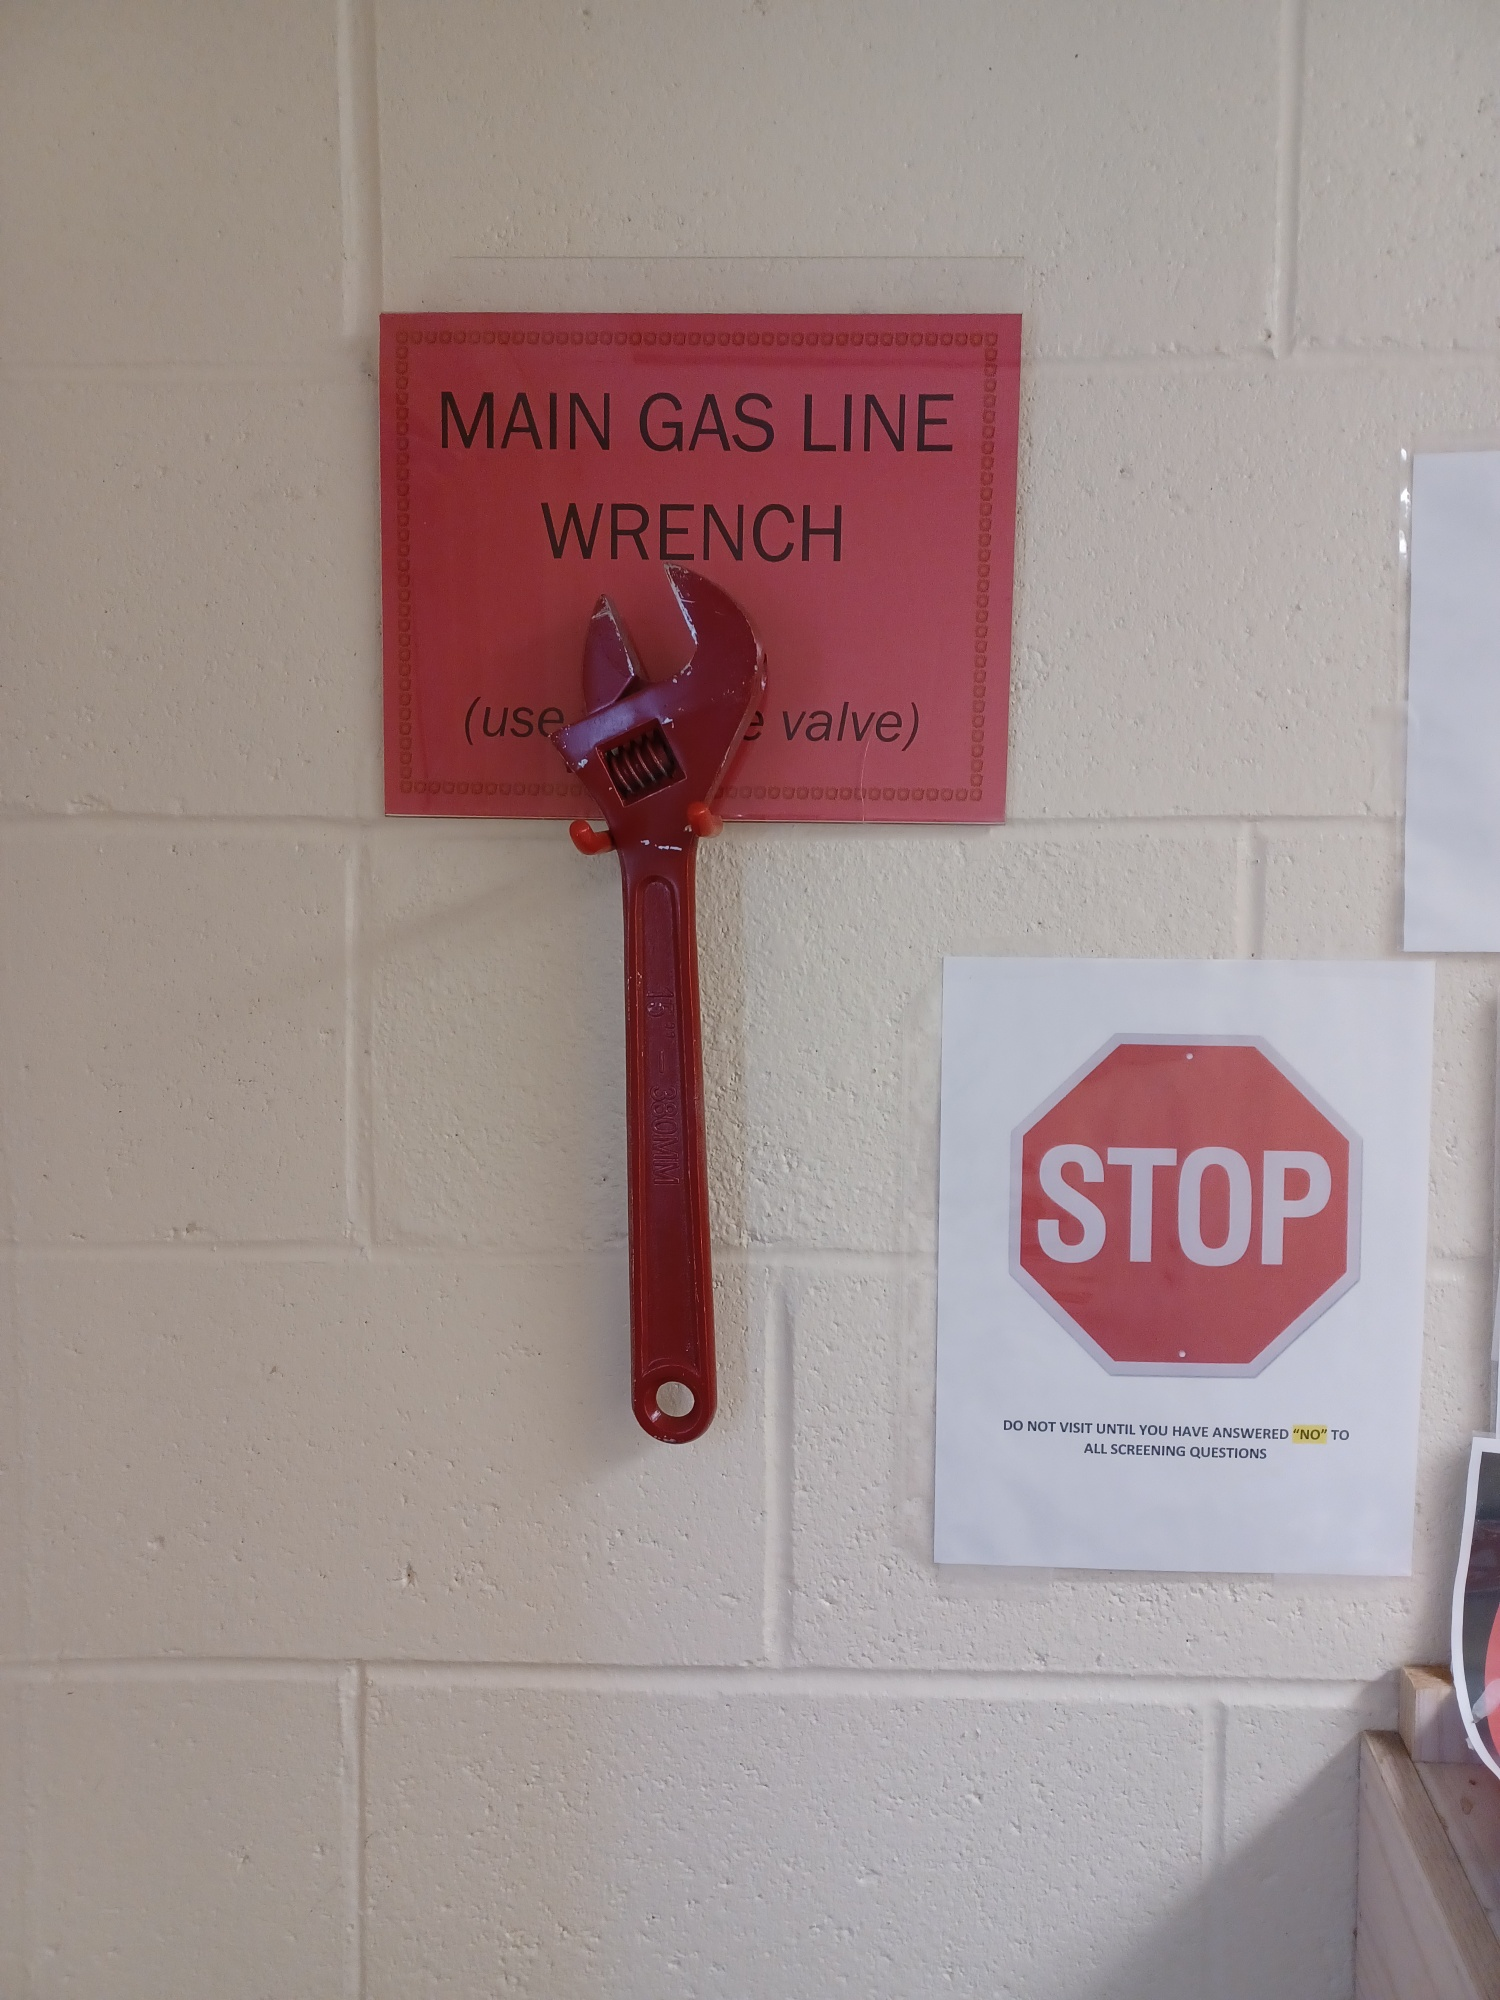 MAIN GAS LINE
WRENCH
(use valve)
15" - 380MM
STOP
DO NOT VISIT UNTIL YOU HAVE ANSWERED “NO” TO
ALL SCREENING QUESTIONS